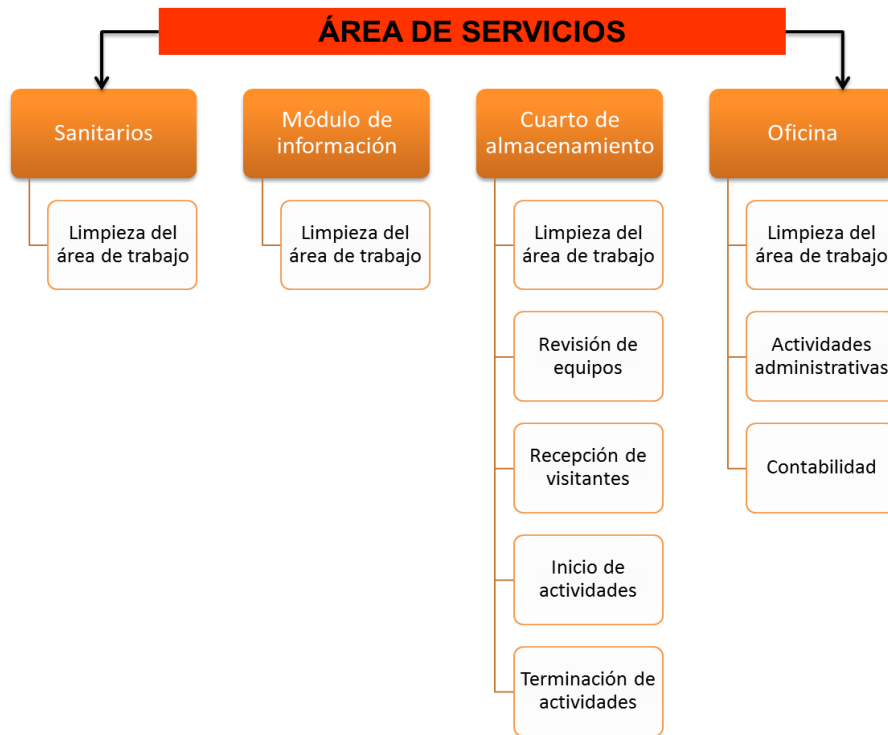 ÁREA DE SERVICIOS
Sanitarios
Limpieza del
área de trabajo
Módulo de
información
Limpieza del
área de trabajo
Cuarto de
almacenamiento
Limpieza del
área de trabajo
Revisión de
equipos
Recepción de
visitantes
Inicio de
actividades
Terminación de
actividades
Oficina
Limpieza del
área de trabajo
Actividades
administrativas
Contabilidad